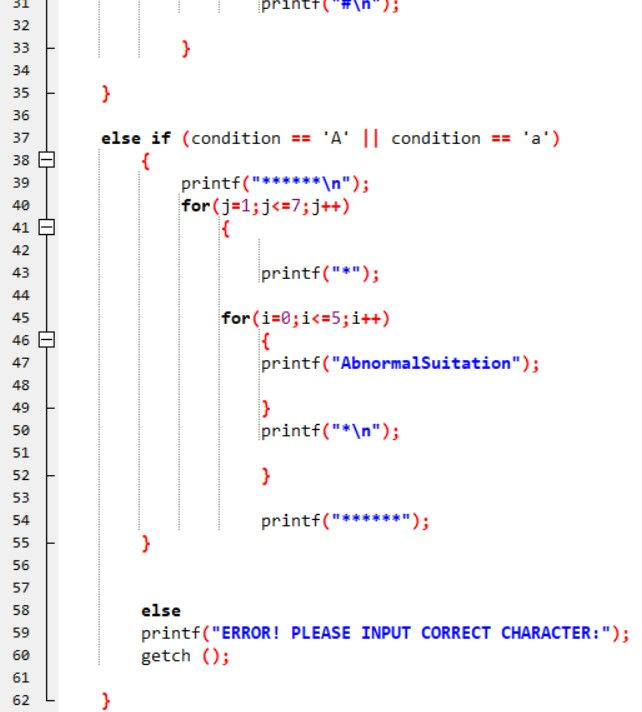 31 printf("#\n");
32
33 }
34
35 }
36
37 else if (condition == 'A' || condition == 'a')
38 {
39 printf("******\n");
40 for(j=1;j<=7;j++)
41 {
42
43 printf("*");
44
45 for(i=0;i<=5;i++)
46 {
47 printf("AbnormalSuitation");
48
49 }
50 printf("*\n");
51
52 }
53
54 printf("******");
55 }
56
57
58 else
59 printf("ERROR! PLEASE INPUT CORRECT CHARACTER:");
60 getch ();
61
62 }